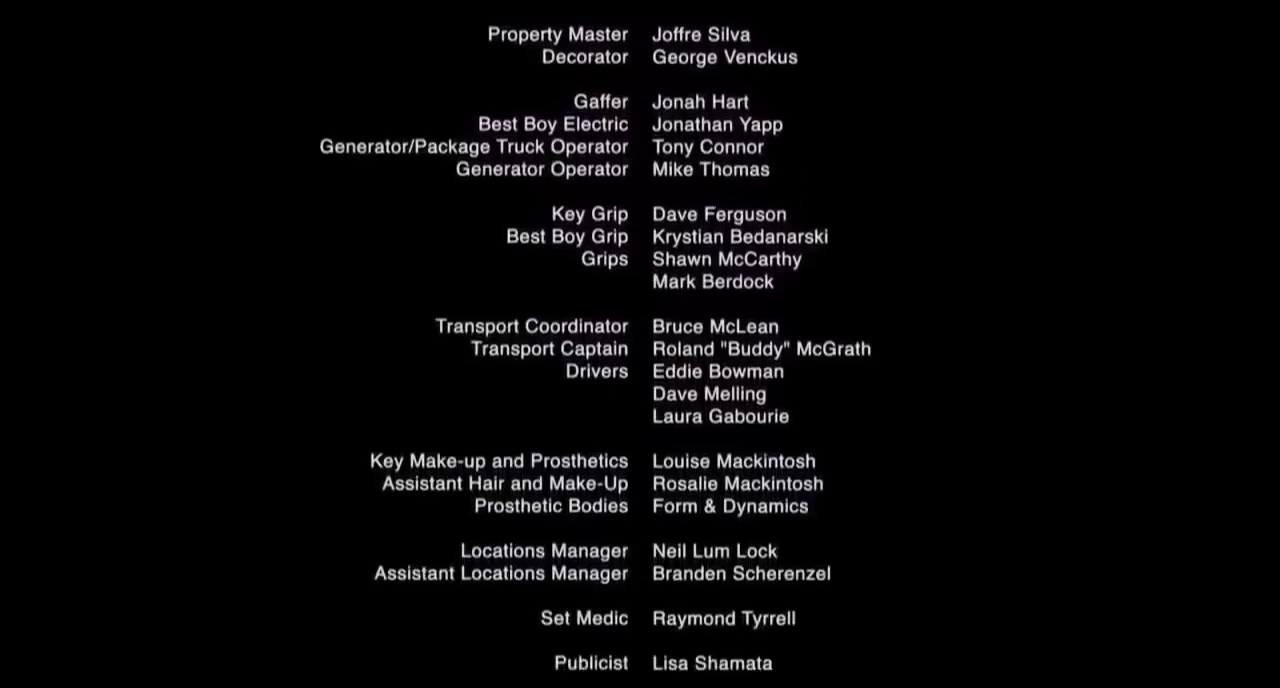 Property Master Joffre Silva
Decorator George Venckus
Gaffer Jonah Hart
Best Boy Electric Jonathan Yapp
Generator/Package Truck Operator Tony Connor
Generator Operator Mike Thomas
Key Grip Dave Ferguson
Best Boy Grip Krystian Bedanarski
Grips Shawn McCarthy
Mark Berdock
Transport Coordinator Bruce McLean
Transport Captain Roland "Buddy" McGrath
Drivers Eddie Bowman
Dave Melling
Laura Gabourie
Key Make-up and Prosthetics Louise Mackintosh
Assistant Hair and Make-Up Rosalie Mackintosh
Prosthetic Bodies Form & Dynamics
Locations Manager Neil Lum Lock
Assistant Locations Manager Branden Scherenzel
Set Medic Raymond Tyrrell
Publicist Lisa Shamata